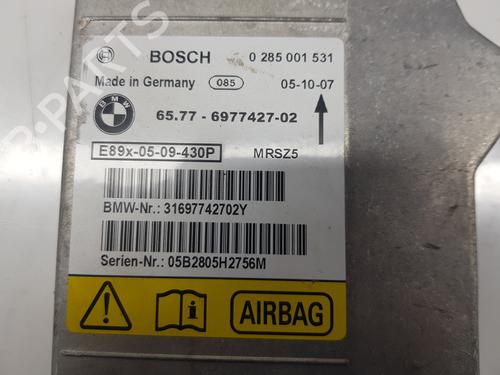 BOSCH 0 285 001 531
Made in Germany 085 05-10-07
BMW
65.77 - 6977427-02
E89x-05-09-430P MRSZ5
BMW-Nr.: 31697742702Y
Serien-Nr.: 05B2805H2756M
AIRBAG